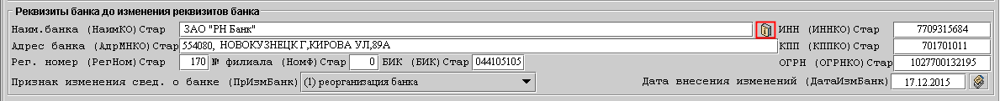 Реквизиты банка до изменения реквизитов банка
Наим.банка (НаимКО)Стар ЗАО "РН Банк" ИНН (ИННКО)Стар 7709315684
Адрес банка (АдрМНКО)Стар 554080, НОВОКУЗНЕЦК Г,КИРОВА УЛ,89А КПП (КППКО)Стар 701701011
Рег. номер (РегНом)Стар 170 № филиала (НомФ)Стар 0 БИК (БИК)Стар 044105105 ОГРН (ОГРНКО)Стар 1027700132195
Признак изменения свед. о банке (ПрИзмБанк) (1) реорганизация банка Дата внесения изменений (ДатаИзмБанк) 17.12.2015